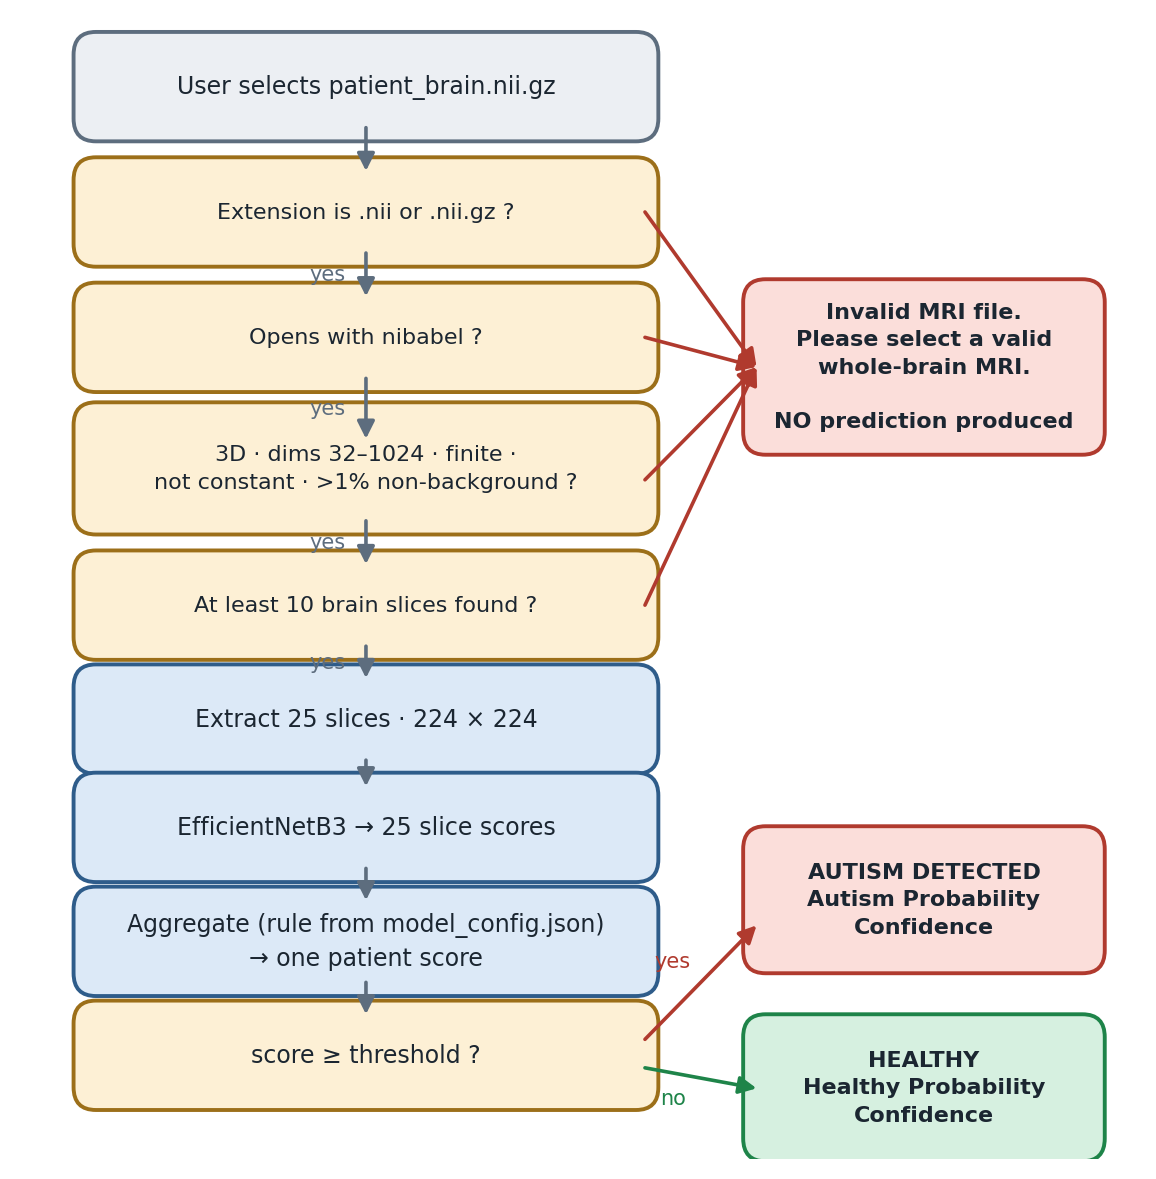 User selects patient_brain.nii.gz
Extension is .nii or .nii.gz ?
yes
Opens with nibabel ?
yes
3D · dims 32–1024 · finite ·
not constant · >1% non-background ?
yes
At least 10 brain slices found ?
yes
Invalid MRI file.
Please select a valid
whole-brain MRI.
NO prediction produced
Extract 25 slices · 224 × 224
EfficientNetB3 → 25 slice scores
Aggregate (rule from model_config.json)
→ one patient score
score ≥ threshold ?
yes
AUTISM DETECTED
Autism Probability
Confidence
no
HEALTHY
Healthy Probability
Confidence